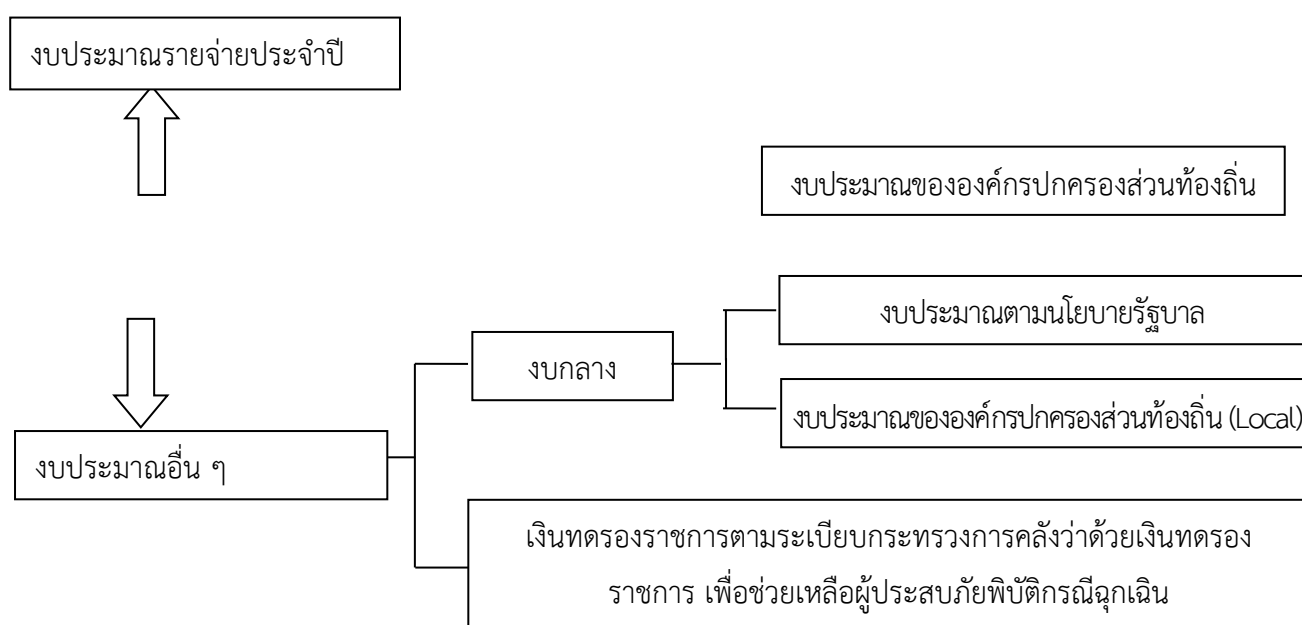 งบประมาณรายจ่ายประจำปี
งบประมาณขององค์กรปกครองส่วนท้องถิ่น
งบประมาณตามนโยบายรัฐบาล
งบกลาง
งบประมาณขององค์กรปกครองส่วนท้องถิ่น (Local)
งบประมาณอื่น ๆ
เงินทดรองราชการตามระเบียบกระทรวงการคลังว่าด้วยเงินทดรอง
ราชการ เพื่อช่วยเหลือผู้ประสบภัยพิบัติกรณีฉุกเฉิน